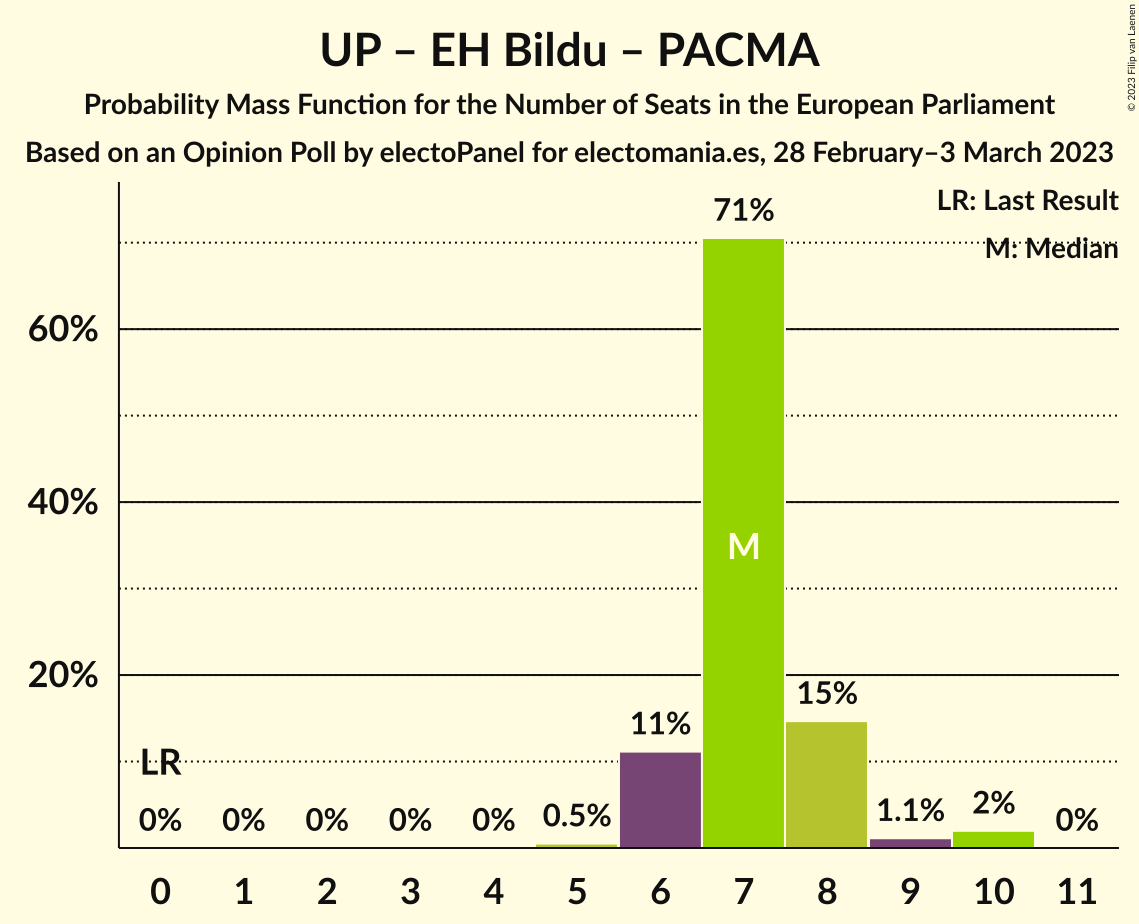 UP – EH Bildu – PACMA
Probability Mass Function for the Number of Seats in the European Parliament
Based on an Opinion Poll by electoPanel for electomania.es, 28 February–3 March 2023
© 2023 Filip van Laenen
LR: Last Result
M: Median
71%
60%
40%
M
20%
15%
11%
LR
0% 0% 0% 0% 0% 0.5% 1.1% 2% 0%
0 1 2 3 4 5 6 7 8 9 10 11